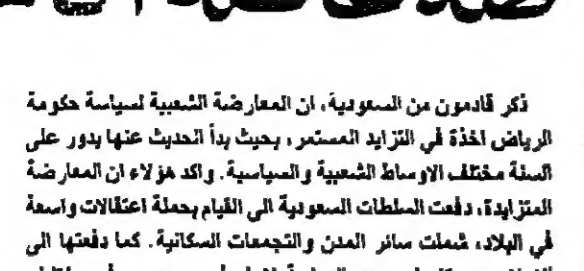 ذكر قادمون من السعودية، ان المعارضة الشعبية لسياسة حكومة
الرياض اخذة في التزايد المستمر، بحيث بدأ الحديث عنها يدور على
السنة مختلف الاوساط الشعبية والسياسية. واكد هؤلاء ان المعارضة
المتزايدة، دفعت السلطات السعودية الى القيام بحملة اعتقالات واسعة
في البلاد، شملت سائر المدن والتجمعات السكانية. كما دفعتها الى